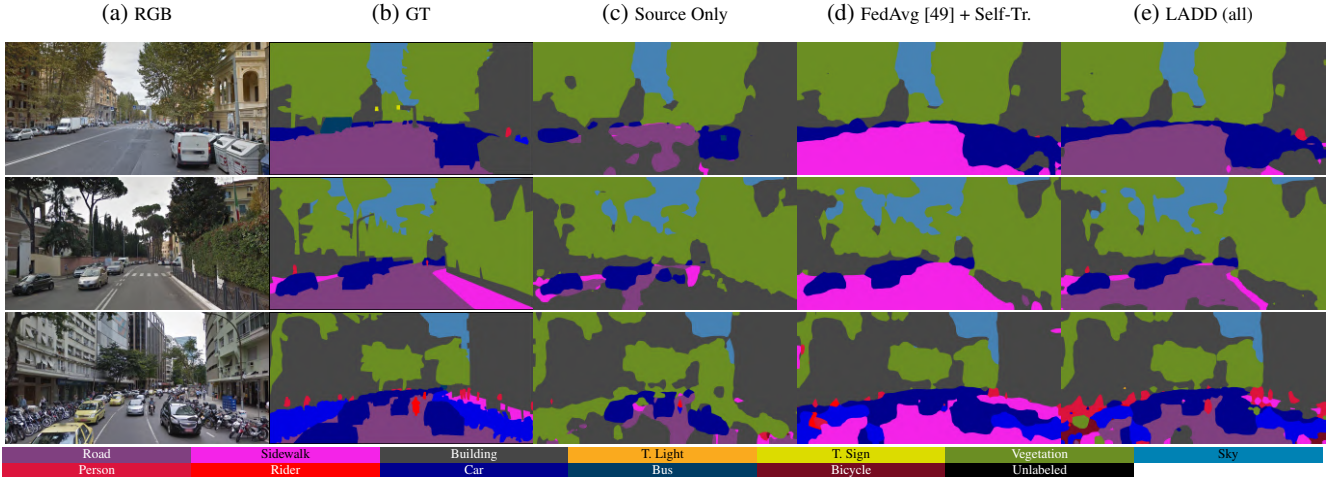 (a) RGB (b) GT (c) Source Only (d) FedAvg [49] + Self-Tr. (e) LADD (all)
Road Sidewalk Building T. Light T. Sign Vegetation Sky
Person Rider Car Bus Bicycle Unlabeled